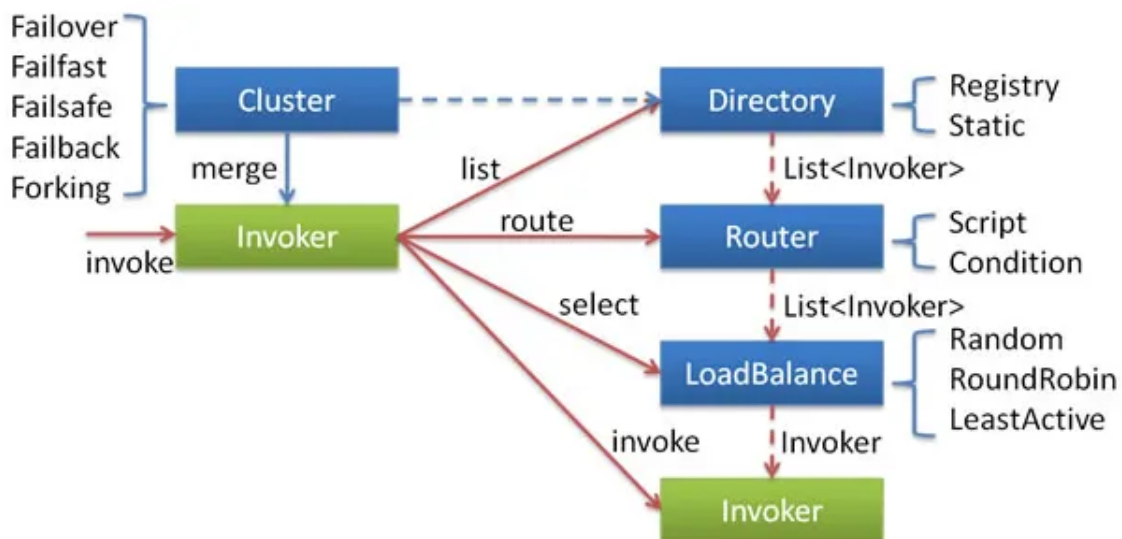 Failover
Failfast
Failsafe
Failback
Forking
Cluster
Directory
Registry
Static
merge
list
List<Invoker>
invoke
Invoker
route
Router
Script
Condition
select
List<Invoker>
LoadBalance
Random
RoundRobin
LeastActive
invoke
Invoker
Invoker